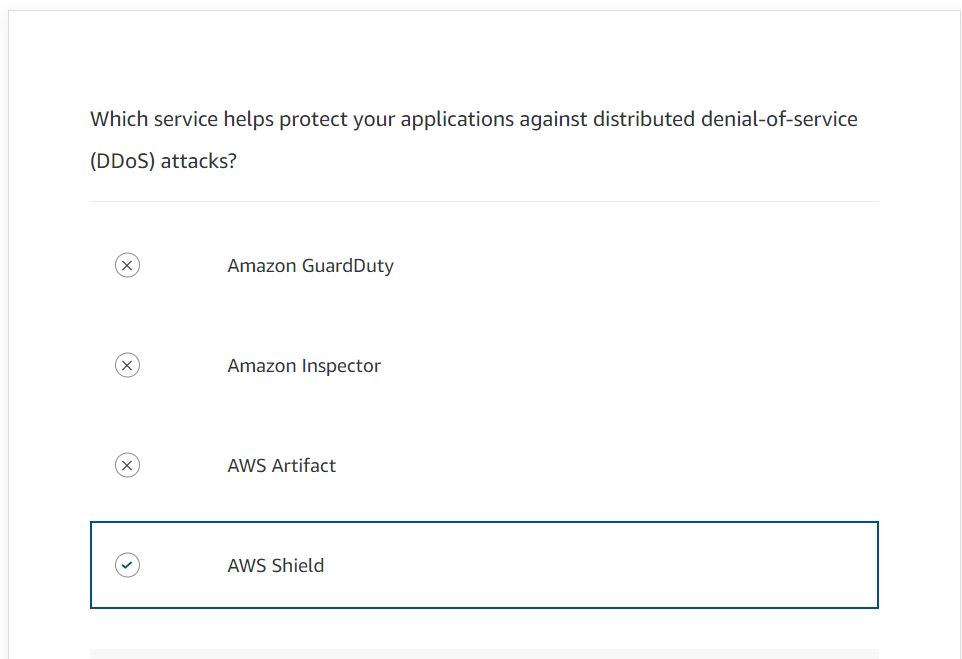 Which service helps protect your applications against distributed denial-of-service
(DDoS) attacks?
Amazon GuardDuty
Amazon Inspector
AWS Artifact
AWS Shield